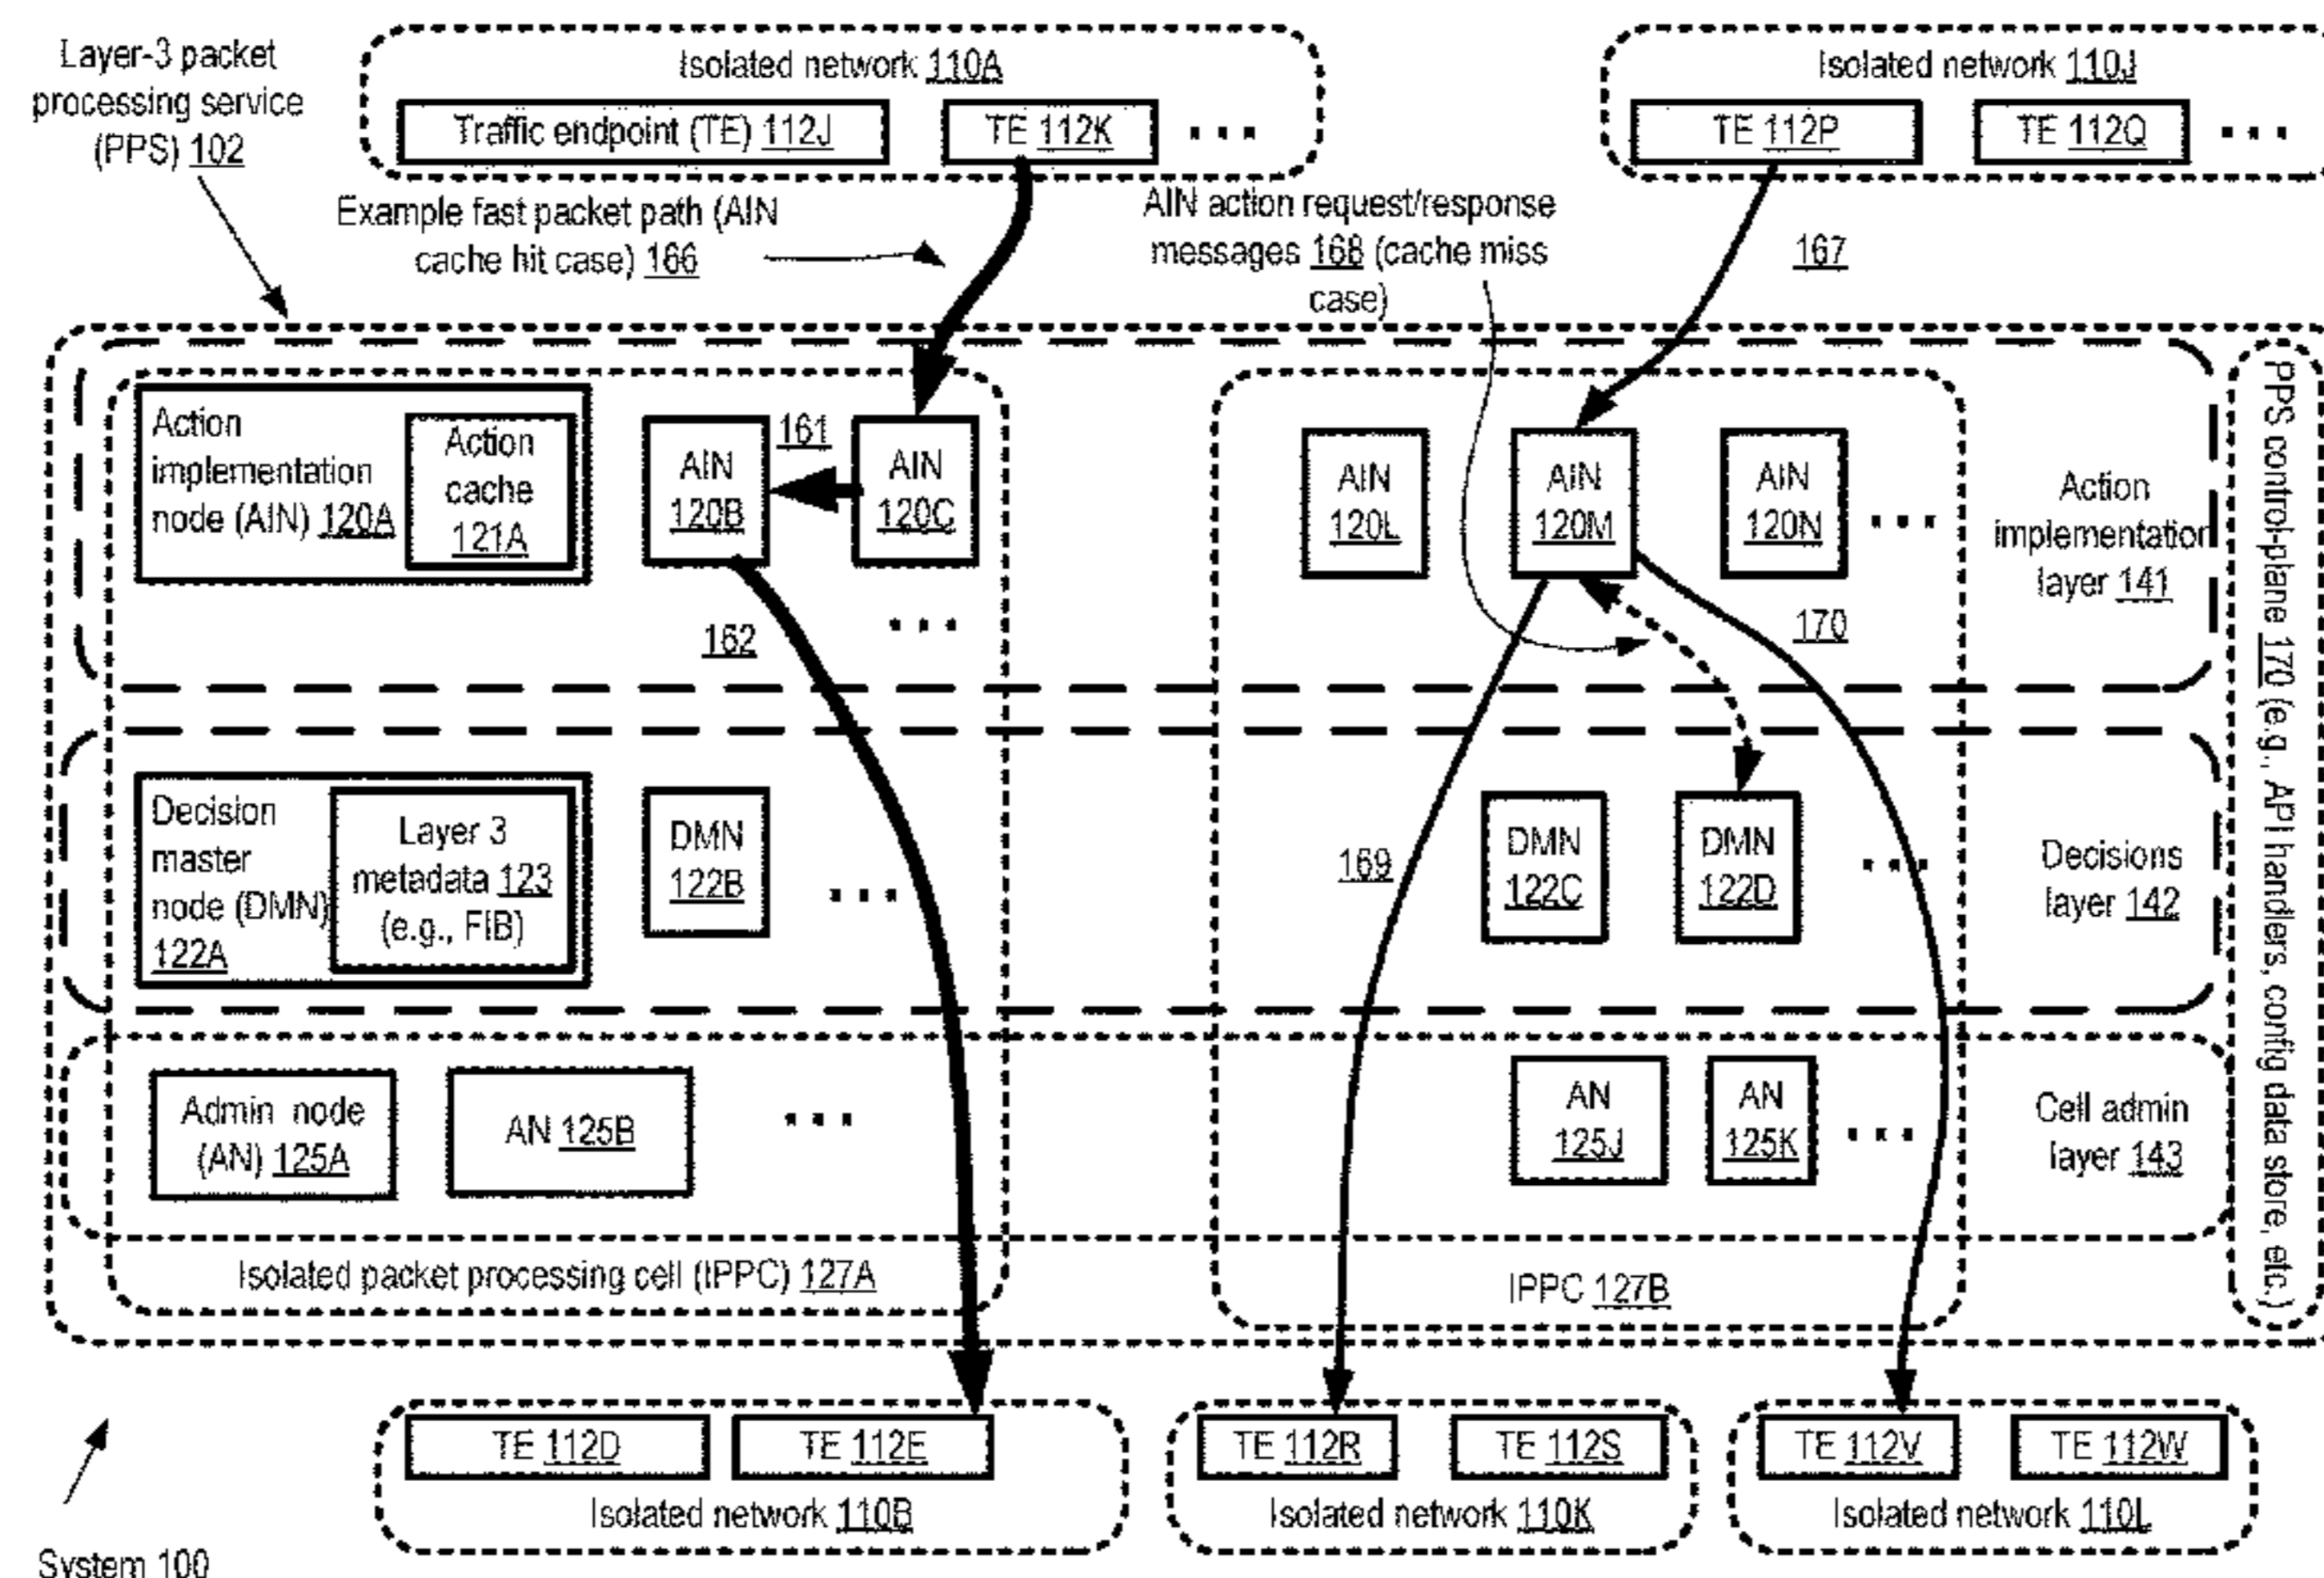 Layer-3 packet
processing service
(PPS) 102
Isolated network 110A
Traffic endpoint (TE) 112J
TE 112K
...
Isolated network 110J
TE 112P
TE 112Q
...
Example fast packet path (AIN
cache hit case) 166
AIN action request/response
messages 168 (cache miss
case)
167
Action
implementation
node (AIN) 120A
Action
cache
121A
AIN
120B
161
AIN
120C
...
162
AIN
120L
AIN
120M
AIN
120N
...
170
Action
implementation
layer 141
PPS control-plane 170 (e.g., API handlers, config data store, etc.)
Decision
master
node (DMN)
122A
Layer 3
metadata 123
(e.g., FIB)
DMN
122B
...
169
DMN
122C
DMN
122D
...
Decisions
layer 142
Admin node
(AN) 125A
AN 125B
...
AN
125J
AN
125K
...
Cell admin
layer 143
Isolated packet processing cell (IPPC) 127A
IPPC 127B
TE 112D
TE 112E
Isolated network 110B
TE 112R
TE 112S
Isolated network 110K
TE 112V
TE 112W
Isolated network 110L
System 100